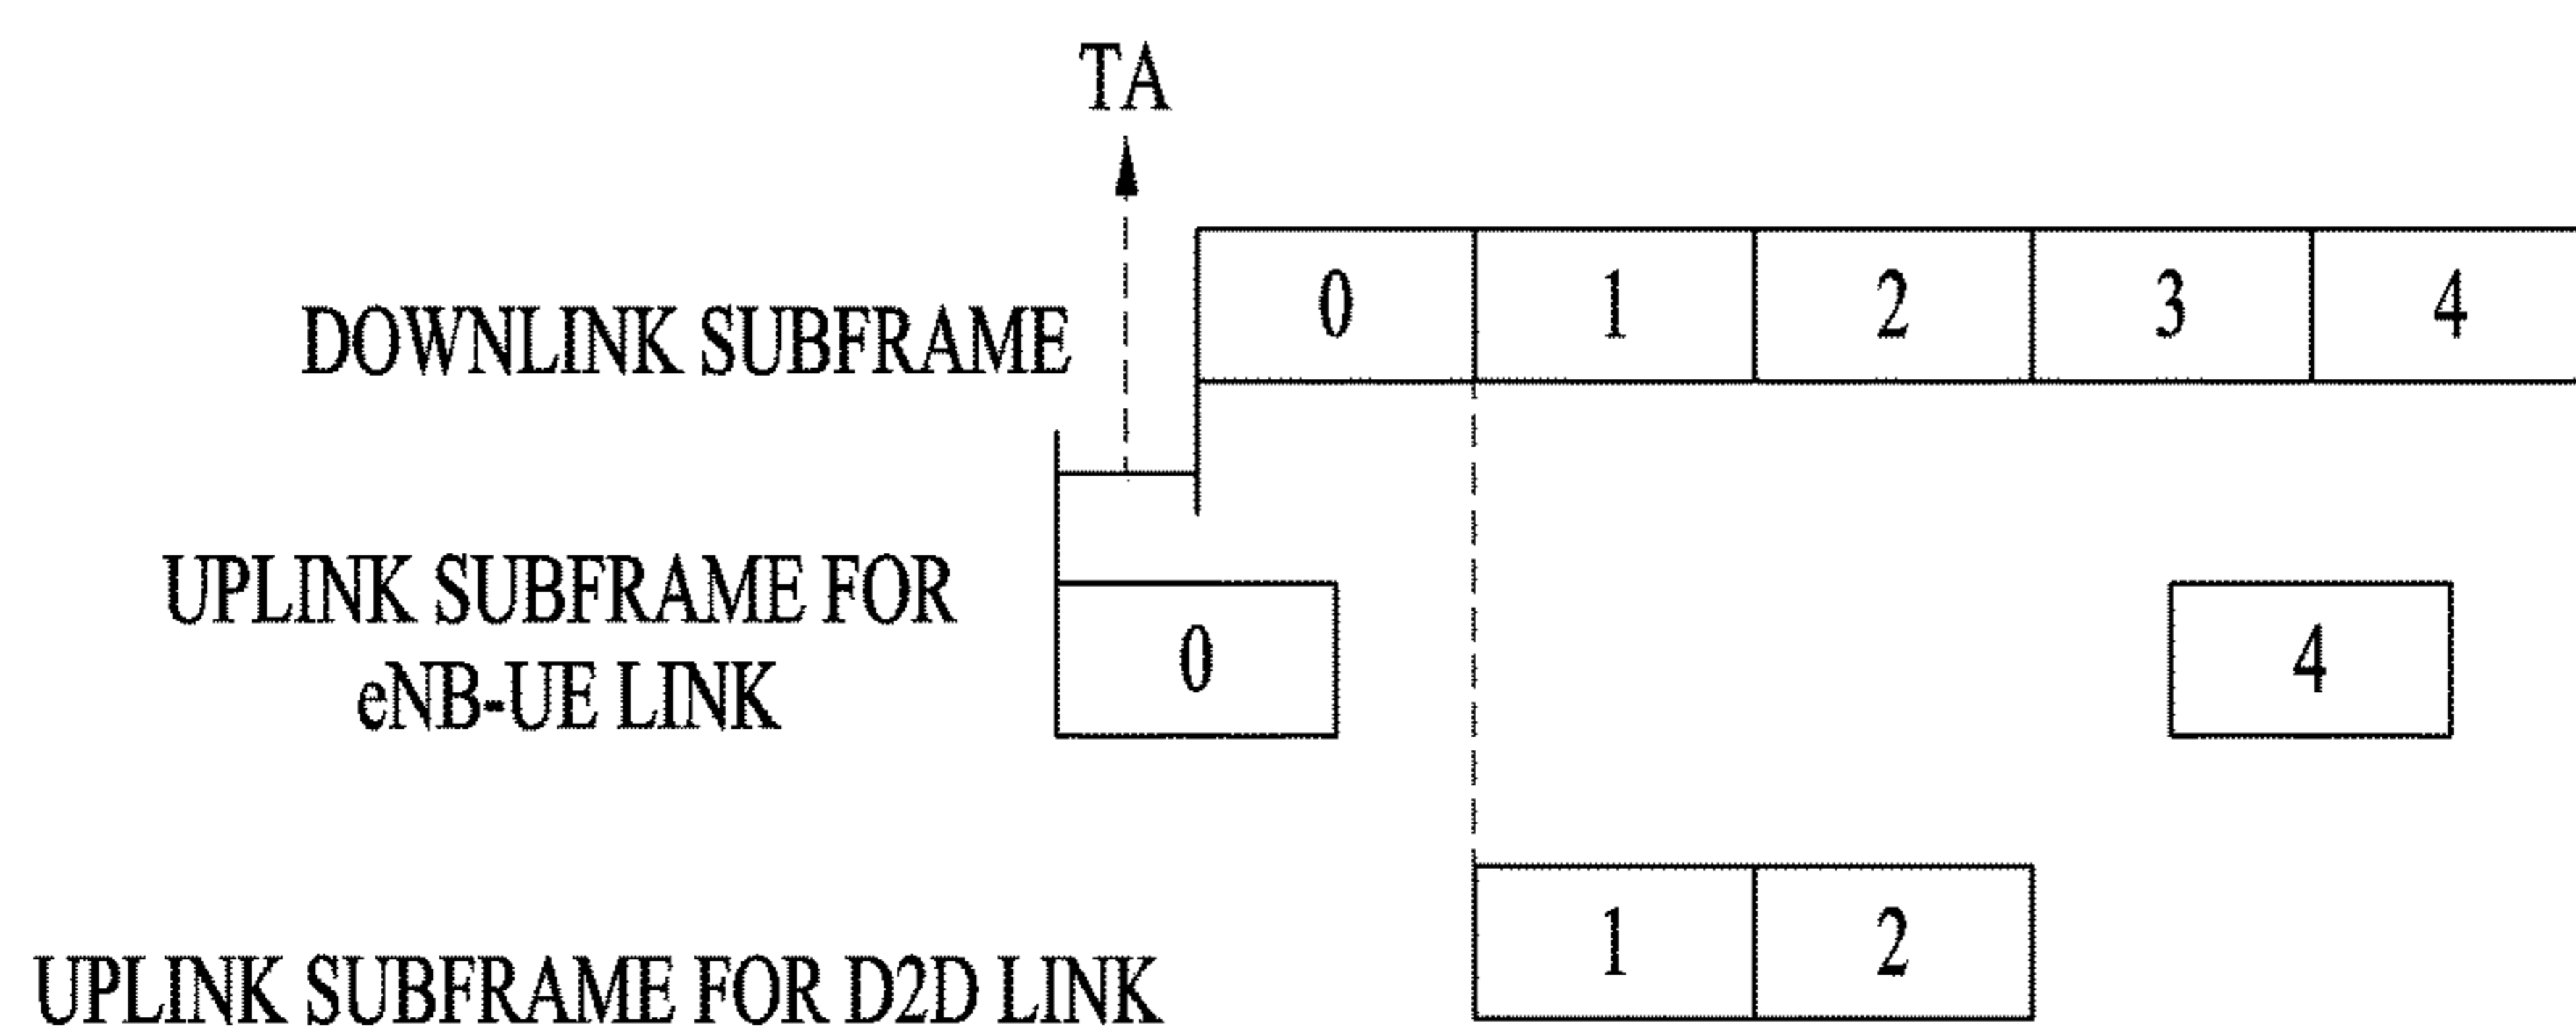 TA
DOWNLINK SUBFRAME 0 1 2 3 4
UPLINK SUBFRAME FOR
eNB-UE LINK
0 4
UPLINK SUBFRAME FOR D2D LINK 1 2